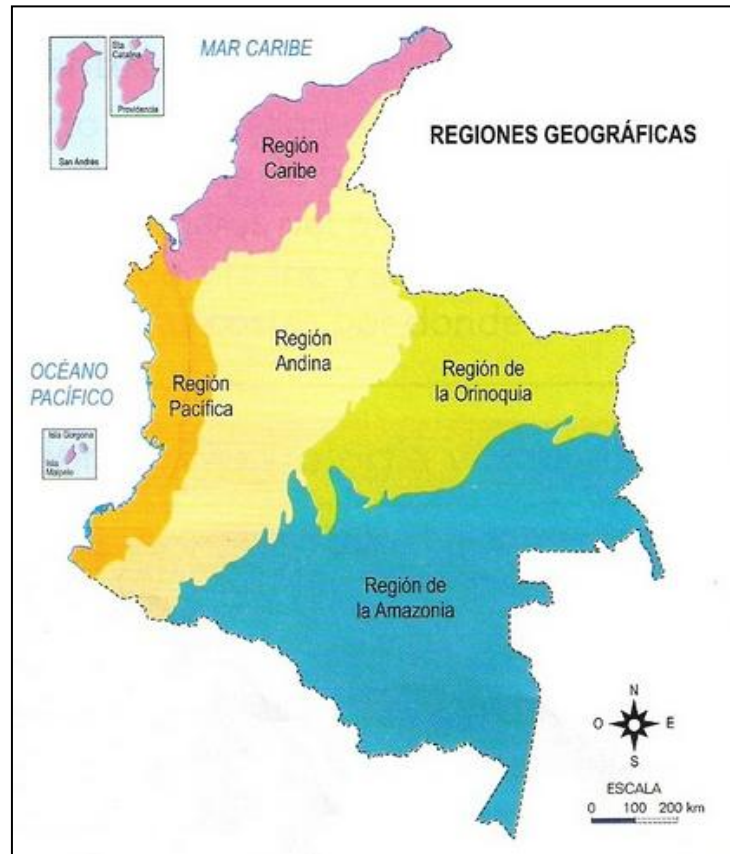 MAR CARIBE
Sta
Catalina
Providencia
San Andrés
REGIONES GEOGRÁFICAS
Región
Caribe
Región
Andina
OCÉANO
PACÍFICO
Región
Pacífica
Región de
la Orinoquia
Isla Gorgona
Isla
Malpelo
Región de
la Amazonia
N
O
E
S
ESCALA
0 100 200 km